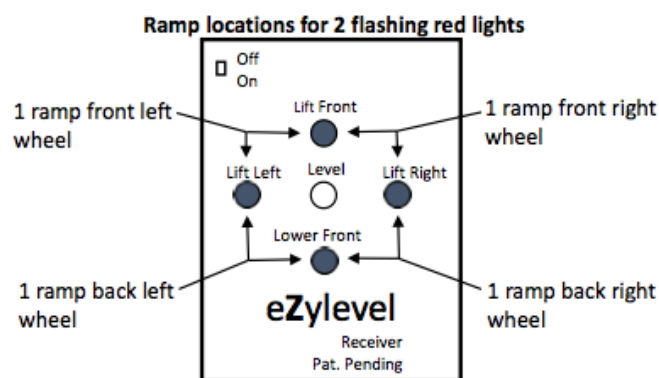 Ramp locations for 2 flashing red lights
Off
On
1 ramp front left
wheel
Lift Front
1 ramp front right
wheel
Lift Left
Level
Lift Right
Lower Front
1 ramp back left
wheel
1 ramp back right
wheel
eZylevel
Receiver
Pat. Pending